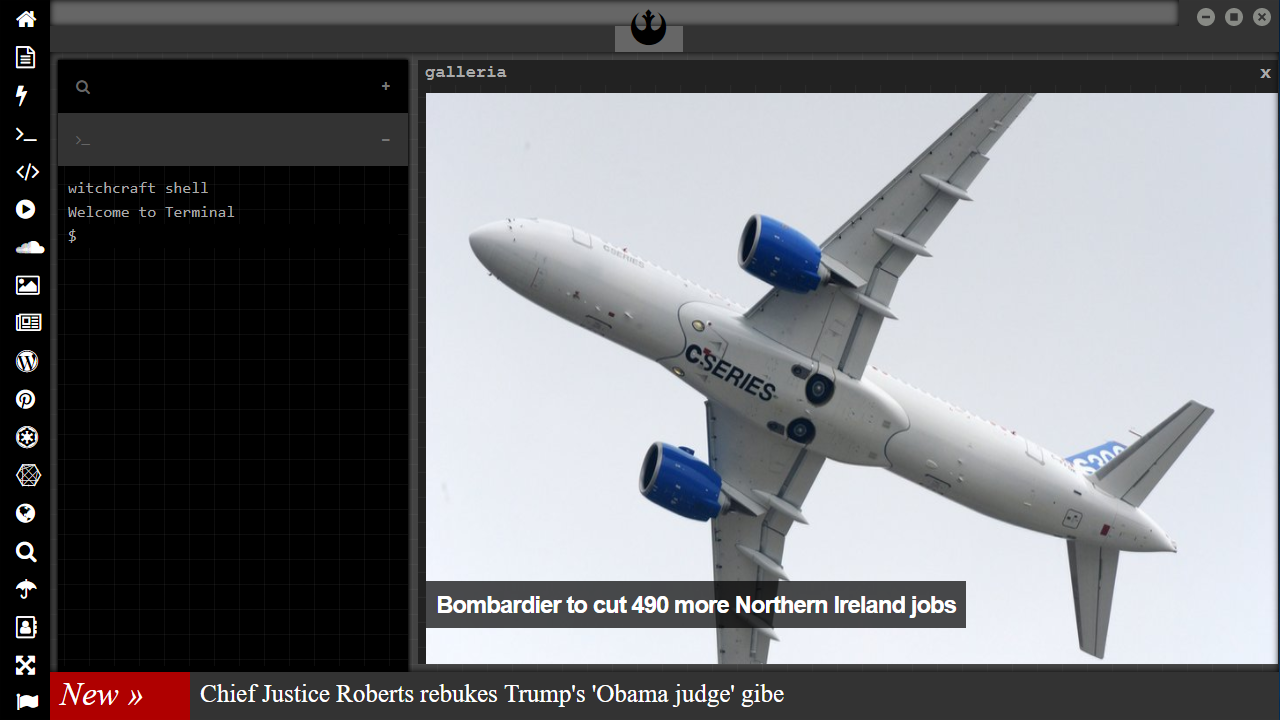 galleria
x
witchcraft shell
Welcome to Terminal
$
CSERIES
CSERIES
Bombardier to cut 490 more Northern Ireland jobs
New »
Chief Justice Roberts rebukes Trump's 'Obama judge' gibe